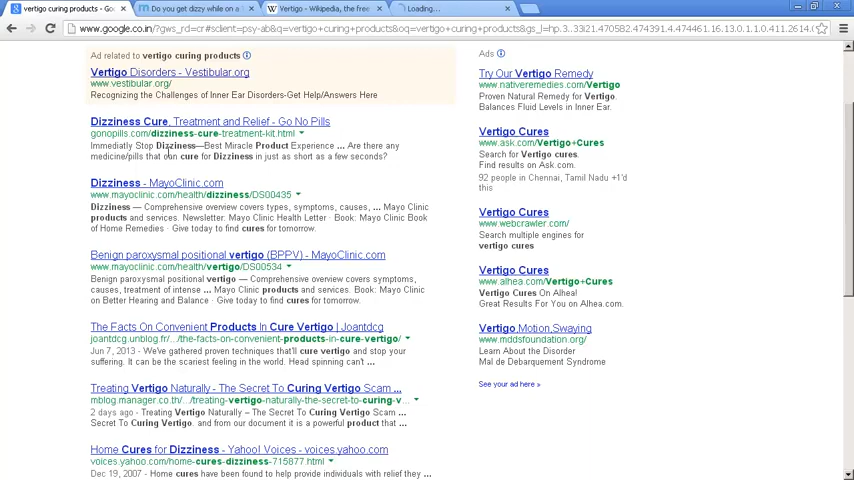 vertigo curing products - Go
Do you get dizzy while on a
Vertigo - Wikipedia, the free
Loading...
www.google.co.in/?gws_rd=cr#sclient=psy-ab&q=vertigo+curing+products&oq=vertigo+curing+products&gs_l=hp.3..33i21.470582.474391.4.474461.16.13.0.1.1.0.411.2614.
Ad related to vertigo curing products
Vertigo Disorders - Vestibular.org
www.vestibular.org/
Recognizing the Challenges of Inner Ear Disorders-Get Help/Answers Here
Dizziness Cure, Treatment and Relief - Go No Pills
gonopills.com/dizziness-cure-treatment-kit.html
Immediatly Stop Dizziness—Best Miracle Product Experience ... Are there any
medicine/pills that can cure for Dizziness in just as short as a few seconds?
Dizziness - MayoClinic.com
www.mayoclinic.com/health/dizziness/DS00435
Dizziness — Comprehensive overview covers types, symptoms, causes, ... Mayo Clinic
products and services. Newsletter: Mayo Clinic Health Letter · Book: Mayo Clinic Book
of Home Remedies · Give today to find cures for tomorrow.
Benign paroxysmal positional vertigo (BPPV) - MayoClinic.com
www.mayoclinic.com/health/vertigo/DS00534
Benign paroxysmal positional vertigo — Comprehensive overview covers symptoms,
causes, treatment of intense ... Mayo Clinic products and services. Book: Mayo Clinic
on Better Hearing and Balance · Give today to find cures for tomorrow.
The Facts On Convenient Products In Cure Vertigo | Joantdcg
joantdcg.unblog.fr/.../the-facts-on-convenient-products-in-cure-vertigo/
Jun 7, 2013 - We've gathered proven techniques that'll cure vertigo and stop your
suffering. It can be the scariest feeling in the world. Head spinning can't ...
Treating Vertigo Naturally - The Secret To Curing Vertigo Scam ...
mblog.manager.co.th/.../treating-vertigo-naturally-the-secret-to-curing-v...
2 days ago - Treating Vertigo Naturally – The Secret To Curing Vertigo Scam ...
Secret To Curing Vertigo. and from our document it is a powerful product that ...
Home Cures for Dizziness - Yahoo! Voices - voices.yahoo.com
voices.yahoo.com/home-cures-dizziness-715877.html
Dec 19, 2007 - Home cures have been found to help provide individuals with relief they ...
Ads
Try Our Vertigo Remedy
www.nativeremedies.com/Vertigo
Proven Natural Remedy for Vertigo.
Balances Fluid Levels in Inner Ear.
Vertigo Cures
www.ask.com/Vertigo+Cures
Search for Vertigo cures.
Find results on Ask.com.
92 people in Chennai, Tamil Nadu +1'd
this
Vertigo Cures
www.webcrawler.com/
Search multiple engines for
vertigo cures
Vertigo Cures
www.alhea.com/Vertigo+Cures
Vertigo Cures On Alhea!
Great Results For You on Alhea.com.
Vertigo,Motion,Swaying
www.mddsfoundation.org/
Learn About the Disorder
Mal de Debarquement Syndrome
See your ad here »